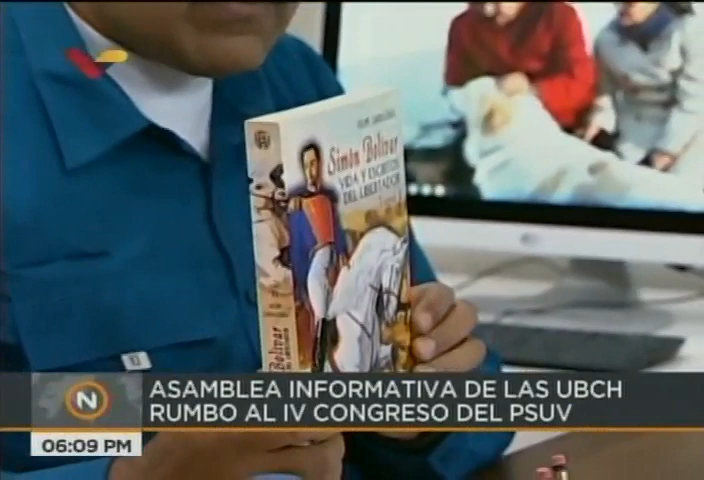 Simón Bolívar
VIDA Y ESCRITOS
DEL LIBERTADOR
Bolívar
N
ASAMBLEA INFORMATIVA DE LAS UBCH
RUMBO AL IV CONGRESO DEL PSUV
06:09 PM